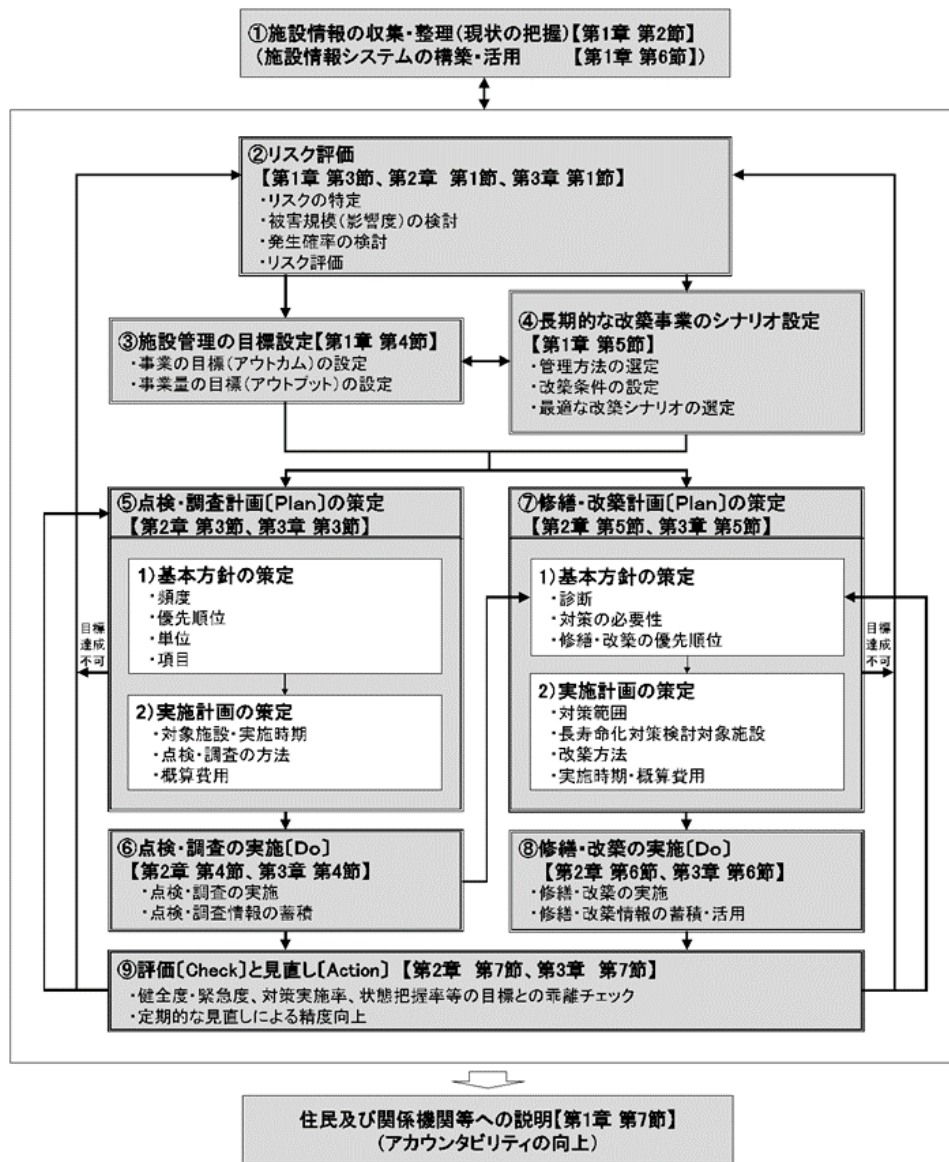 ①施設情報の収集・整理(現状の把握)【第1章 第2節】
(施設情報システムの構築・活用 【第1章 第6節】)
②リスク評価
【第1章 第3節、第2章 第1節、第3章 第1節】
・リスクの特定
・被害規模(影響度)の検討
・発生確率の検討
・リスク評価
③施設管理の目標設定【第1章 第4節】
・事業の目標(アウトカム)の設定
・事業量の目標(アウトプット)の設定
④長期的な改築事業のシナリオ設定
【第1章 第5節】
・管理方法の選定
・改築条件の設定
・最適な改築シナリオの選定
⑤点検・調査計画〔Plan〕の策定
【第2章 第3節、第3章 第3節】
1)基本方針の策定
・頻度
・優先順位
・単位
・項目
2)実施計画の策定
・対象施設・実施時期
・点検・調査の方法
・概算費用
目標
達成
不可
⑦修繕・改築計画〔Plan〕の策定
【第2章 第5節、第3章 第5節】
1)基本方針の策定
・診断
・対策の必要性
・修繕・改築の優先順位
2)実施計画の策定
・対策範囲
・長寿命化対策検討対象施設
・改築方法
・実施時期・概算費用
目標
達成
不可
⑥点検・調査の実施〔Do〕
【第2章 第4節、第3章 第4節】
・点検・調査の実施
・点検・調査情報の蓄積
⑧修繕・改築の実施〔Do〕
【第2章 第6節、第3章 第6節】
・修繕・改築の実施
・修繕・改築情報の蓄積・活用
⑨評価〔Check〕と見直し〔Action〕 【第2章 第7節、第3章 第7節】
・健全度・緊急度、対策実施率、状態把握率等の目標との乖離チェック
・定期的な見直しによる精度向上
住民及び関係機関等への説明【第1章 第7節】
(アカウンタビリティの向上)